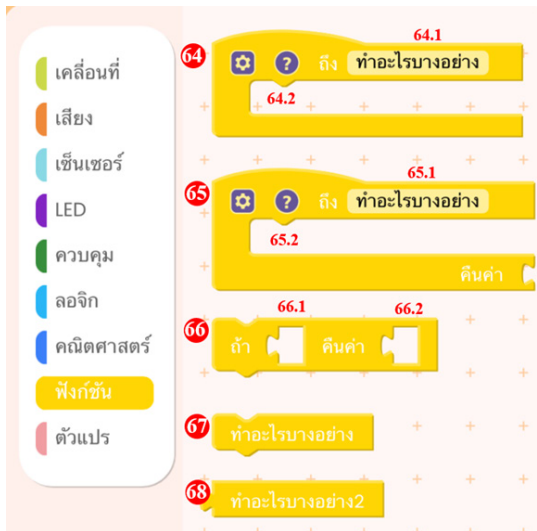 เคลื่อนที่
เสียง
เซ็นเซอร์
LED
ควบคุม
ลอจิก
คณิตศาสตร์
ฟังก์ชัน
ตัวแปร
64.1
64 ? ถึง ทำอะไรบางอย่าง
64.2
65.1
65 ? ถึง ทำอะไรบางอย่าง
65.2
คืนค่า
66.1 66.2
66 ถ้า คืนค่า
67 ทำอะไรบางอย่าง
68 ทำอะไรบางอย่าง2